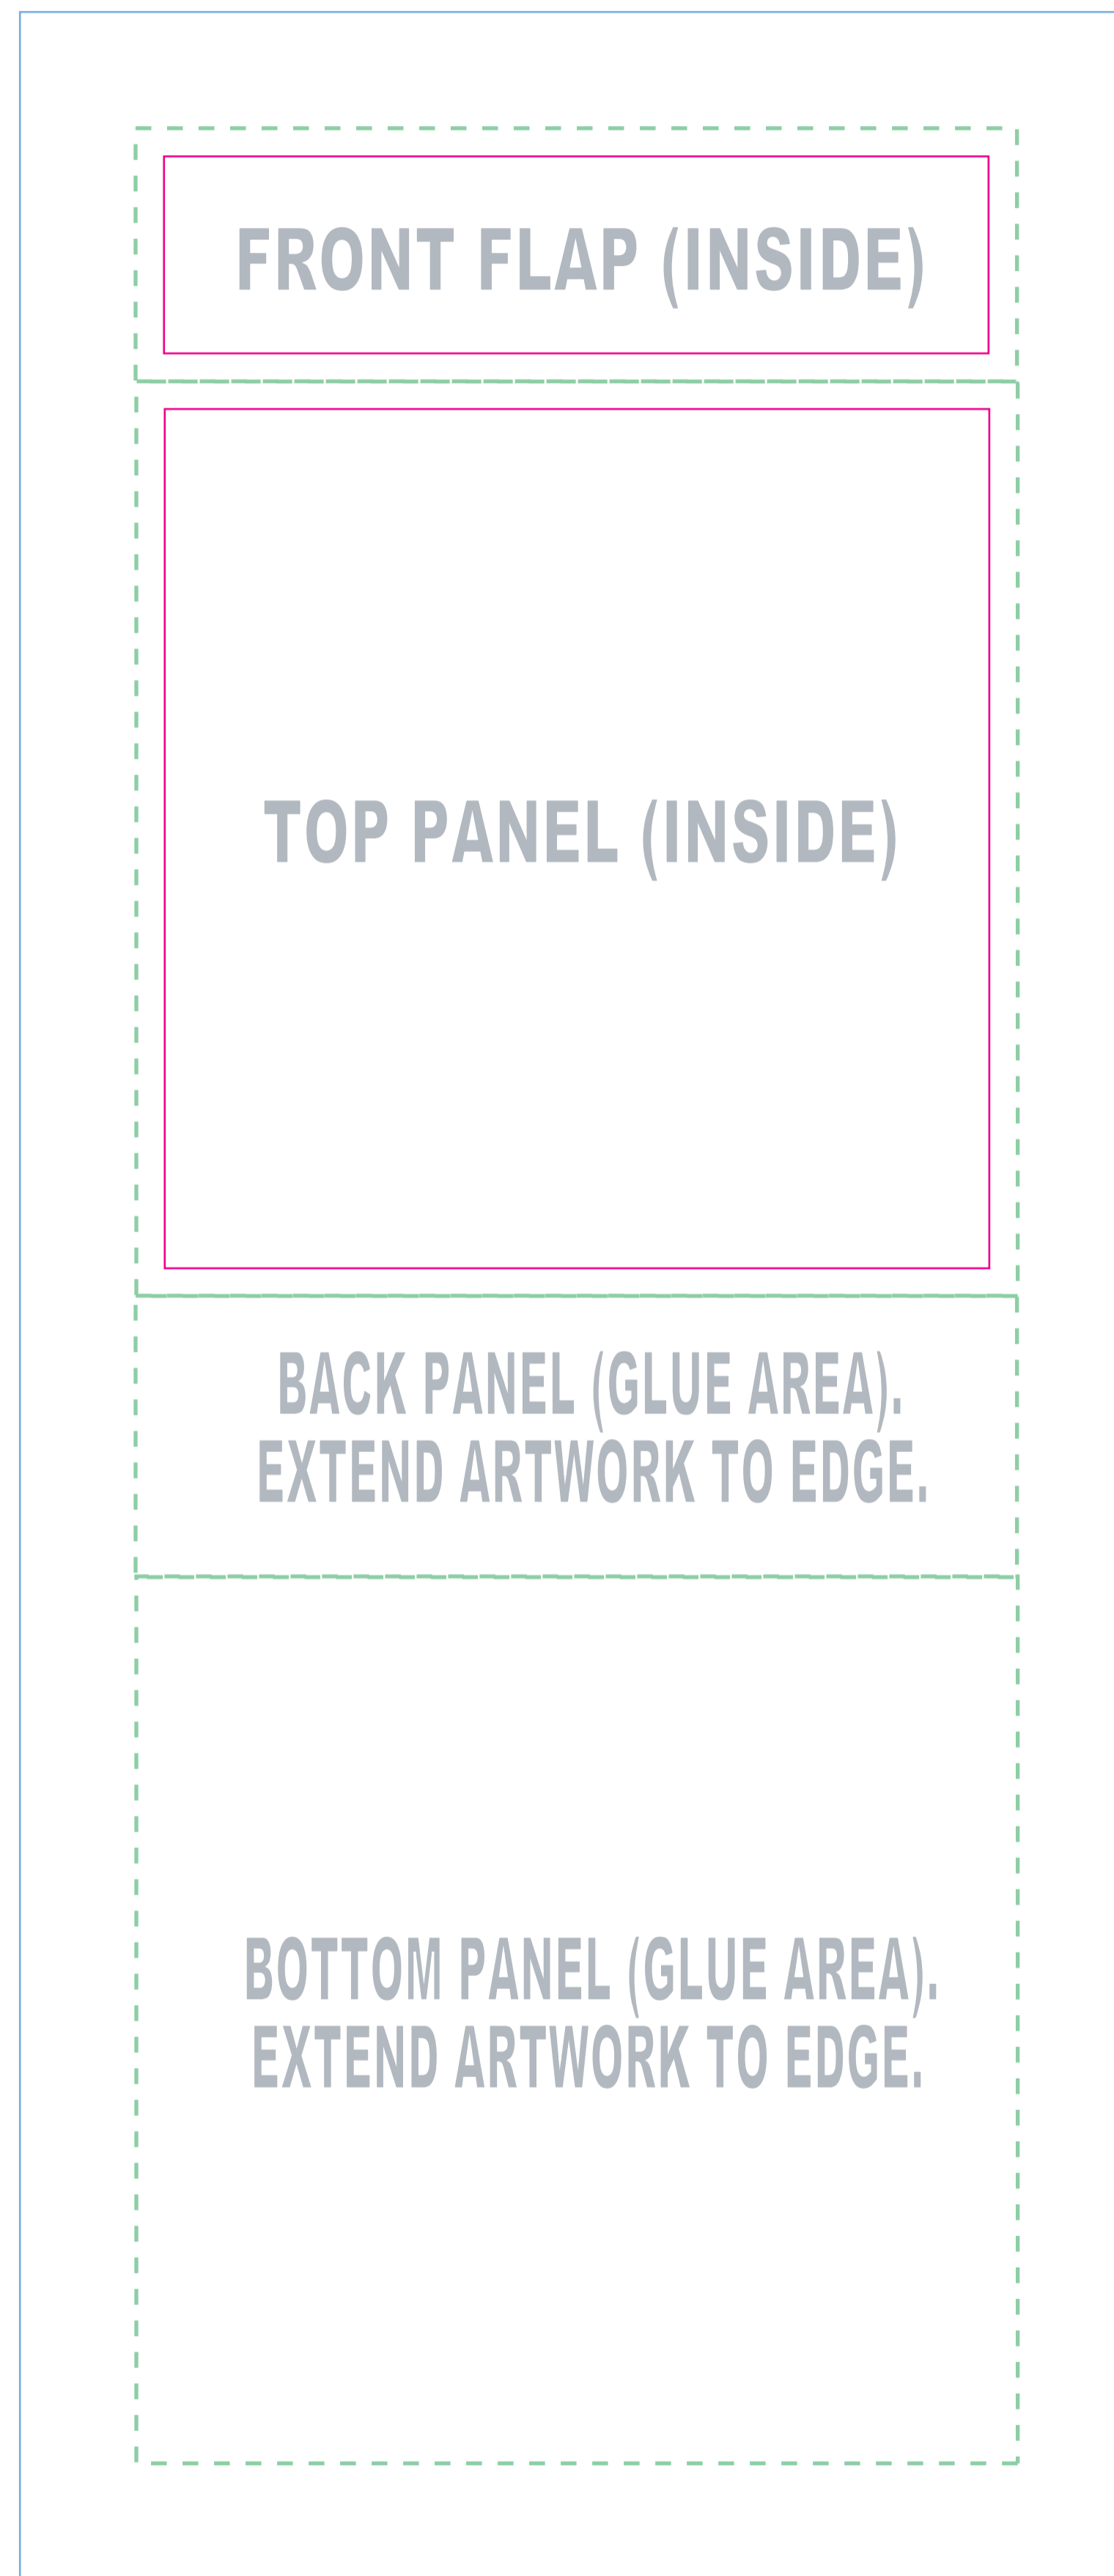 FRONT FLAP (INSIDE)
TOP PANEL (INSIDE)
BACK PANEL (GLUE AREA).
EXTEND ARTWORK TO EDGE.
BOTTOM PANEL (GLUE AREA).
EXTEND ARTWORK TO EDGE.